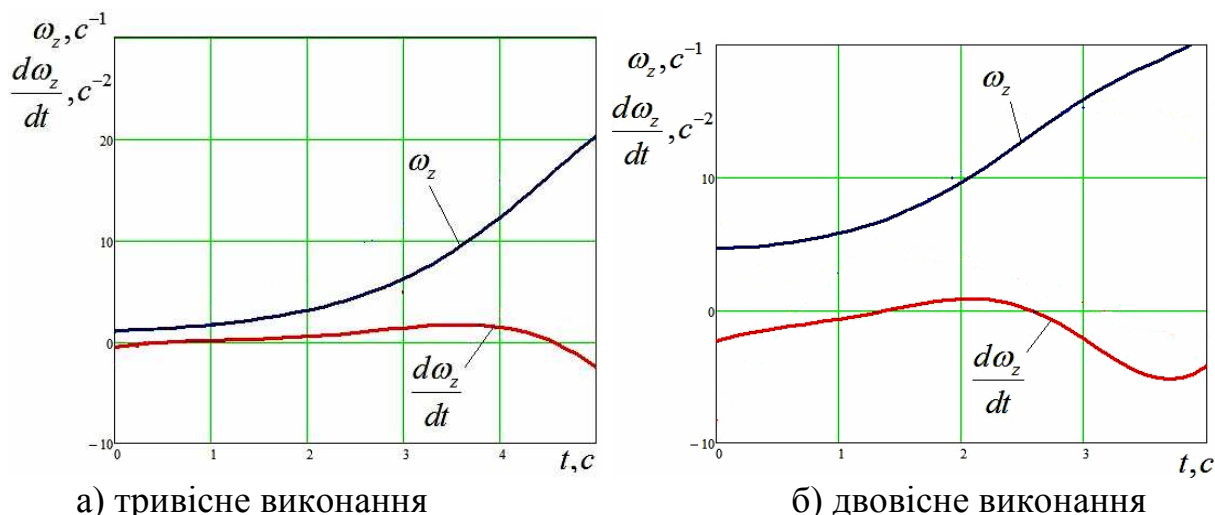 ω_z, c⁻¹
dω_z/dt, c⁻²
20
10
0
−10
0 1 2 3 4
t, c
ω_z
dω_z/dt
а) тривісне виконання
ω_z, c⁻¹
dω_z/dt, c⁻²
10
0
−10
0 1 2 3
t, c
ω_z
dω_z/dt
б) двовісне виконання